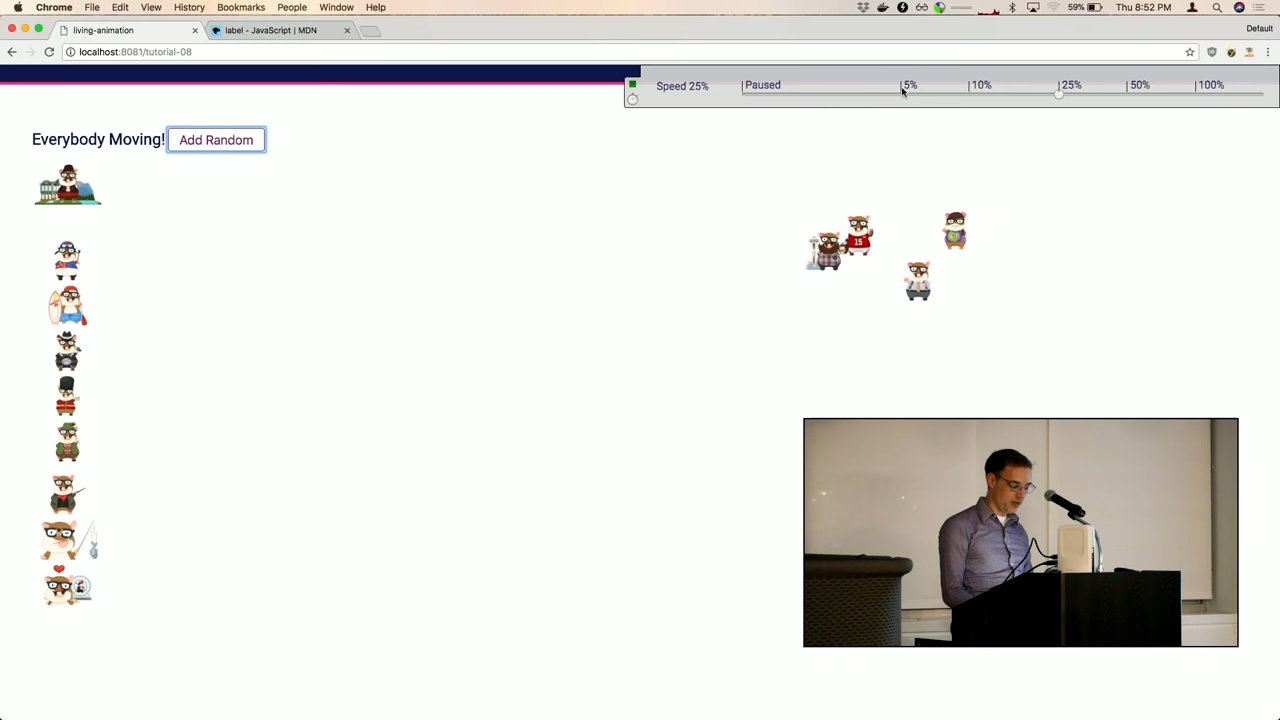 Chrome File Edit View History Bookmarks People Window Help 59% Thu 8:52 PM
living-animation label - JavaScript | MDN Default
localhost:8081/tutorial-08
Speed 25% Paused 5% 10% 25% 50% 100%
Everybody Moving! Add Random
15